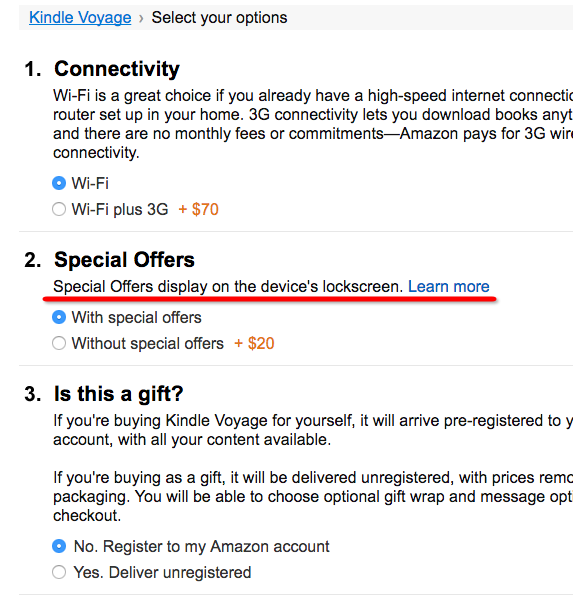 Kindle Voyage › Select your options
1. Connectivity
Wi-Fi is a great choice if you already have a high-speed internet
router set up in your home. 3G connectivity lets you download books
and there are no monthly fees or commitments—Amazon pays for 3G
connectivity.
Wi-Fi
Wi-Fi plus 3G + $70
2. Special Offers
Special Offers display on the device's lockscreen. Learn more
With special offers
Without special offers + $20
3. Is this a gift?
If you're buying Kindle Voyage for yourself, it will arrive pre-registered to
account, with all your content available.
If you're buying as a gift, it will be delivered unregistered, with prices
packaging. You will be able to choose optional gift wrap and message
checkout.
No. Register to my Amazon account
Yes. Deliver unregistered